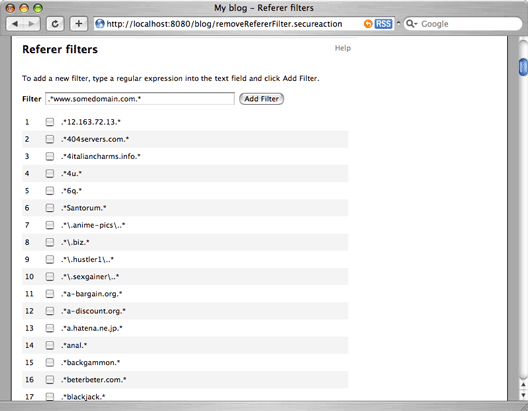 My blog - Referer filters
http://localhost:8080/blog/removeRefererFilter.secureaction
RSS
Google
Referer filters
Help
To add a new filter, type a regular expression into the text field and click Add Filter.
Filter .*www.somedomain.com.* Add Filter
1 .*12.163.72.13.*
2 .*404servers.com.*
3 .*4italiancharms.info.*
4 .*4u.*
5 .*6q.*
6 .*Santorum.*
7 .*\.anime-pics\..*
8 .*\.biz.*
9 .*\.hustler1\..*
10 .*\.sexgainer\..*
11 .*a-bargain.org.*
12 .*a-discount.org.*
13 .*a.hatena.ne.jp.*
14 .*anal.*
15 .*backgammon.*
16 .*beterbeter.com.*
17 .*blackjack.*